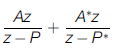 Az / (z − P) + A*z / (z − P*)